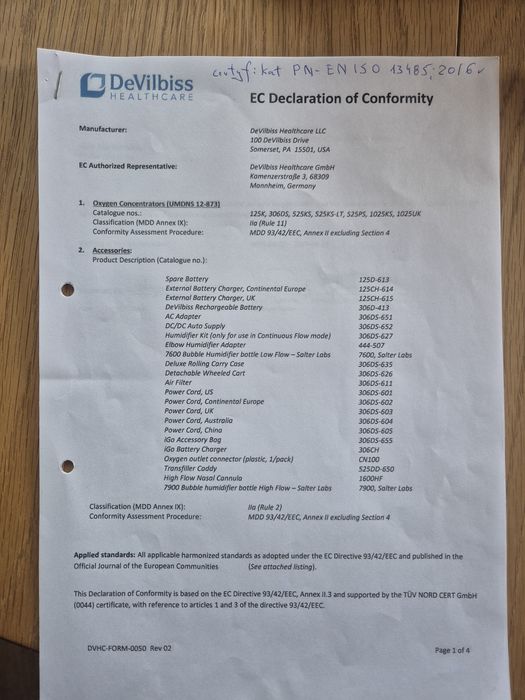 certyfikat PN-EN ISO 13485:2016
DeVilbiss
HEALTHCARE
EC Declaration of Conformity
Manufacturer: DeVilbiss Healthcare LLC
100 DeVilbiss Drive
Somerset, PA 15501, USA
EC Authorized Representative: DeVilbiss Healthcare GmbH
Kamenzerstraße 3, 68309
Mannheim, Germany
1. Oxygen Concentrators (UMDNS 12-873)
Catalogue nos.: 125K, 306DS, 525KS, 525KS-LT, 525PS, 1025KS, 1025UK
Classification (MDD Annex IX): IIa (Rule 11)
Conformity Assessment Procedure: MDD 93/42/EEC, Annex II excluding Section 4
2. Accessories:
Product Description (Catalogue no.):
Spare Battery 125D-613
External Battery Charger, Continental Europe 125CH-614
External Battery Charger, UK 125CH-615
DeVilbiss Rechargeable Battery 306D-413
AC Adapter 306DS-651
DC/DC Auto Supply 306DS-652
Humidifier Kit (only for use in Continuous Flow mode) 306DS-627
Elbow Humidifier Adapter 444-507
7600 Bubble Humidifier bottle Low Flow – Salter Labs 7600, Salter Labs
Deluxe Rolling Carry Case 306DS-635
Detachable Wheeled Cart 306DS-626
Air Filter 306DS-611
Power Cord, US 306DS-601
Power Cord, Continental Europe 306DS-602
Power Cord, UK 306DS-603
Power Cord, Australia 306DS-604
Power Cord, China 306DS-605
iGo Accessory Bag 306DS-655
iGo Battery Charger 306CH
Oxygen outlet connector (plastic, 1/pack) CN100
Transfiller Caddy 525DD-650
High Flow Nasal Cannula 1600HF
7900 Bubble humidifier bottle High Flow – Salter Labs 7900, Salter Labs
Classification (MDD Annex IX): IIa (Rule 2)
Conformity Assessment Procedure: MDD 93/42/EEC, Annex II excluding Section 4
Applied standards: All applicable harmonized standards as adopted under the EC Directive 93/42/EEC and published in the
Official Journal of the European Communities (See attached listing).
This Declaration of Conformity is based on the EC Directive 93/42/EEC, Annex II.3 and supported by the TÜV NORD CERT GmbH
(0044) certificate, with reference to articles 1 and 3 of the directive 93/42/EEC.
DVHC-FORM-0050 Rev 02 Page 1 of 4